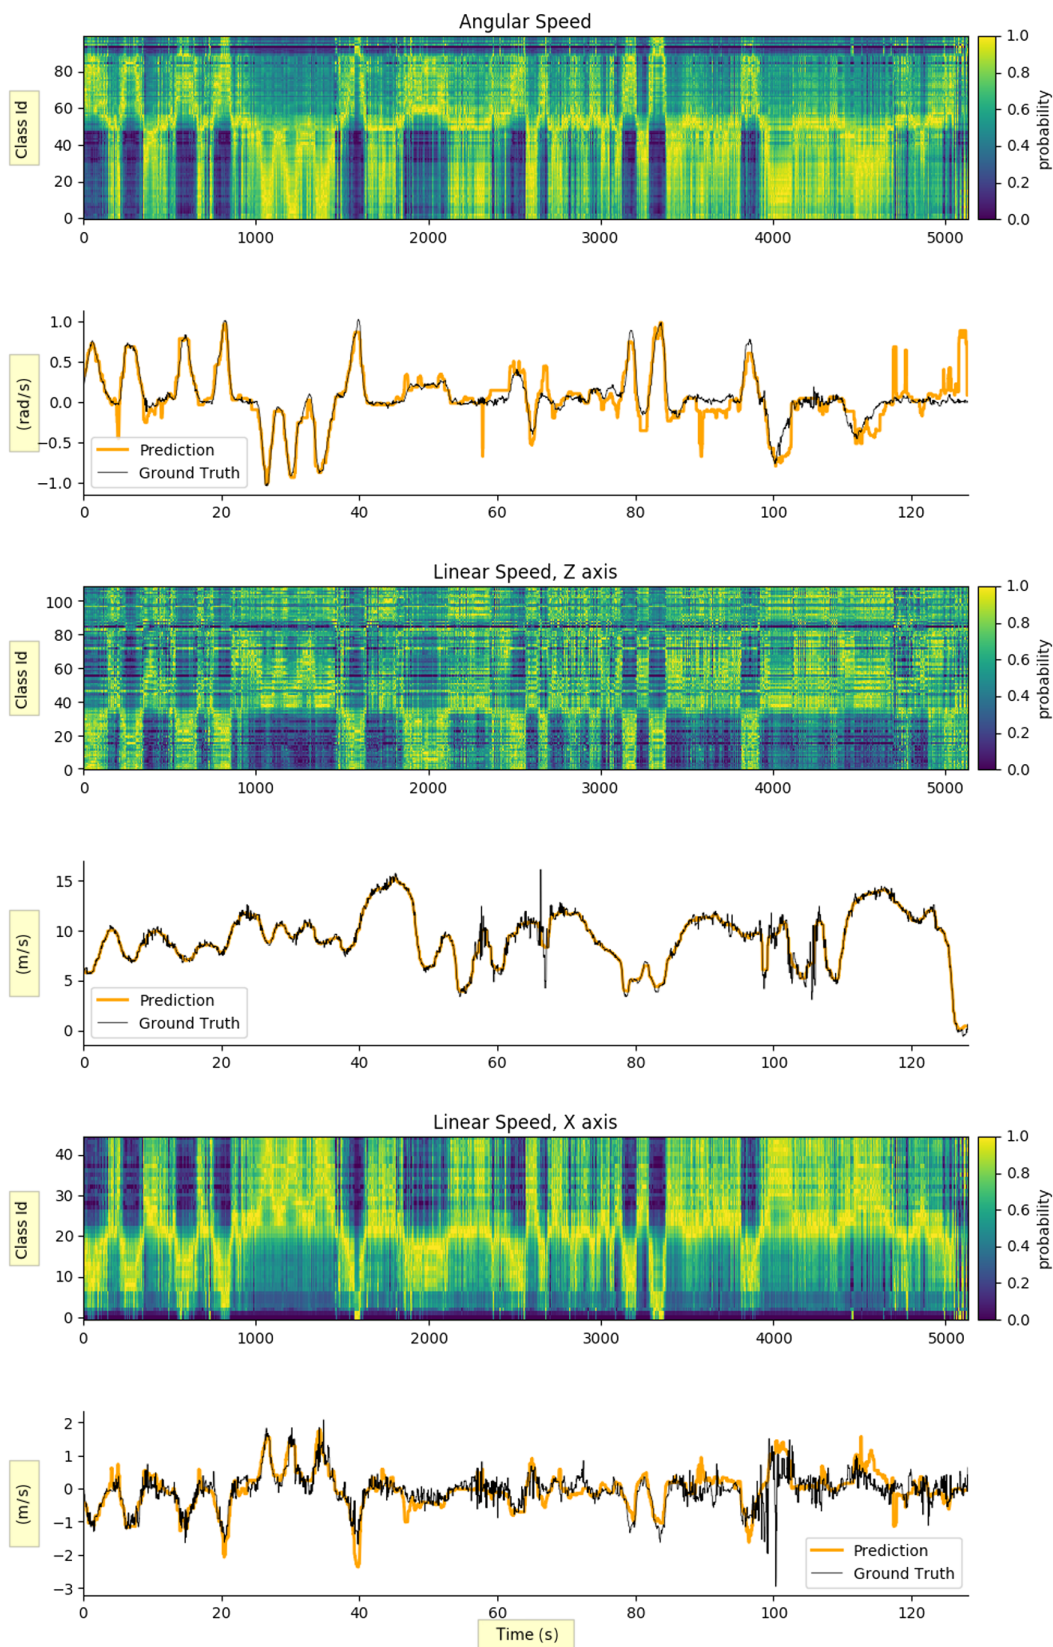 Angular Speed
Class Id
80
60
40
20
0
0 1000 2000 3000 4000 5000
1.0
0.8
0.6
0.4
0.2
0.0
probability
(rad/s)
1.0
0.5
0.0
−0.5
−1.0
Prediction
Ground Truth
0 20 40 60 80 100 120
Linear Speed, Z axis
Class Id
100
80
60
40
20
0
0 1000 2000 3000 4000 5000
1.0
0.8
0.6
0.4
0.2
0.0
probability
(m/s)
15
10
5
0
Prediction
Ground Truth
0 20 40 60 80 100 120
Linear Speed, X axis
Class Id
40
30
20
10
0
0 1000 2000 3000 4000 5000
1.0
0.8
0.6
0.4
0.2
0.0
probability
(m/s)
2
1
0
−1
−2
−3
Prediction
Ground Truth
0 20 40 60 80 100 120
Time (s)